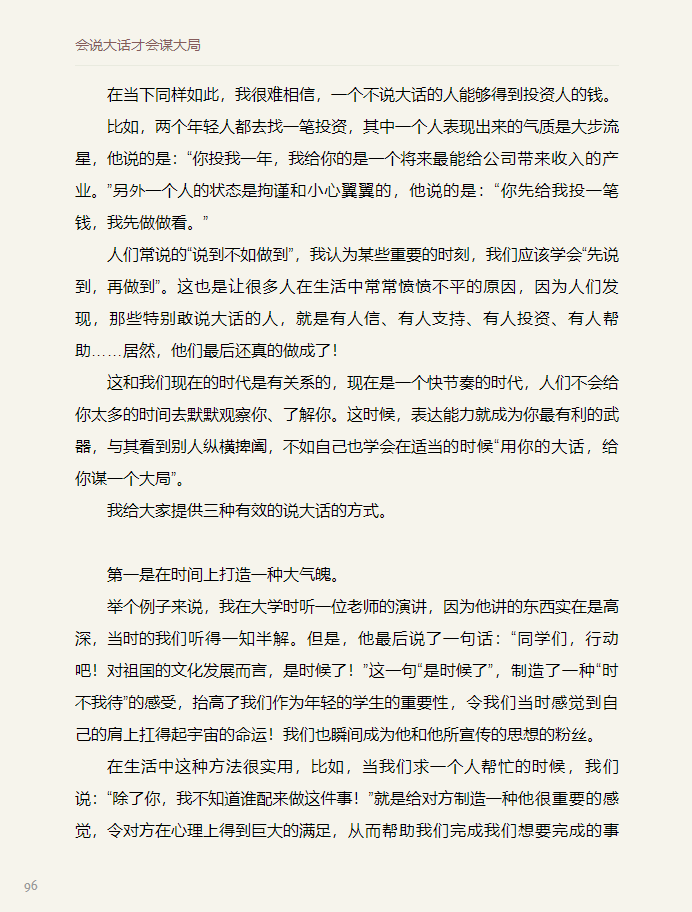 会说大话才会谋大局
在当下同样如此，我很难相信，一个不说大话的人能够得到投资人的钱。
比如，两个年轻人都去找一笔投资，其中一个人表现出来的气质是大步流
星，他说的是：“你投我一年，我给你的是一个将来最能给公司带来收入的产
业。”另外一个人的状态是拘谨和小心翼翼的，他说的是：“你先给我投一笔
钱，我先做做看。”
人们常说的“说到不如做到”，我认为某些重要的时刻，我们应该学会“先说
到，再做到”。这也是让很多人在生活中常常愤愤不平的原因，因为人们发
现，那些特别敢说大话的人，就是有人信、有人支持、有人投资、有人帮
助……居然，他们最后还真的做成了！
这和我们现在的时代是有关系的，现在是一个快节奏的时代，人们不会给
你太多的时间去默默观察你、了解你。这时候，表达能力就成为你最有利的武
器，与其看到别人纵横捭阖，不如自己也学会在适当的时候“用你的大话，给
你谋一个大局”。
我给大家提供三种有效的说大话的方式。
第一是在时间上打造一种大气魄。
举个例子来说，我在大学时听一位老师的演讲，因为他讲的东西实在是高
深，当时的我们听得一知半解。但是，他最后说了一句话：“同学们，行动
吧！对祖国的文化发展而言，是时候了！”这一句“是时候了”，制造了一种“时
不我待”的感受，抬高了我们作为年轻的学生的重要性，令我们当时感觉到自
己的肩上扛得起宇宙的命运！我们也瞬间成为他和他所宣传的思想的粉丝。
在生活中这种方法很实用，比如，当我们求一个人帮忙的时候，我们
说：“除了你，我不知道谁配来做这件事！”就是给对方制造一种他很重要的感
觉，令对方在心理上得到巨大的满足，从而帮助我们完成我们想要完成的事
96